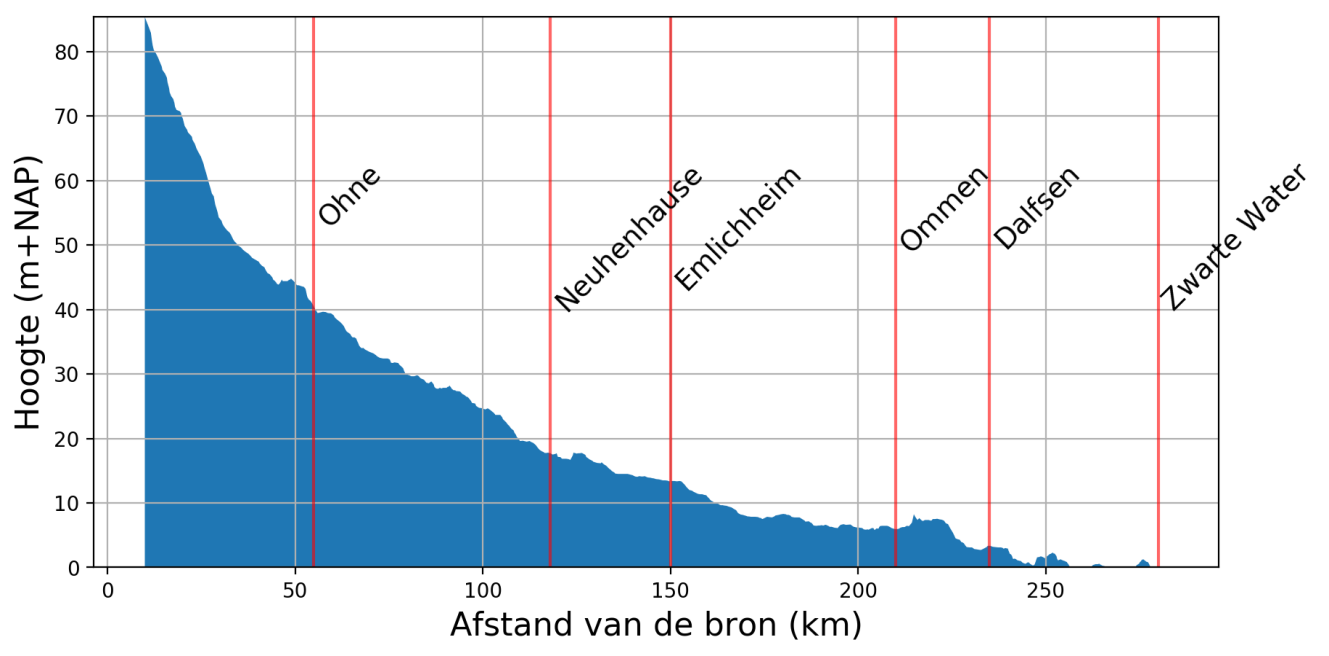 80
70
60
50
40
30
20
10
0
Hoogte (m+NAP)
Ohne
Neuhenhause
Emlichheim
Ommen
Dalfsen
Zwarte Water
0
50
100
150
200
250
Afstand van de bron (km)